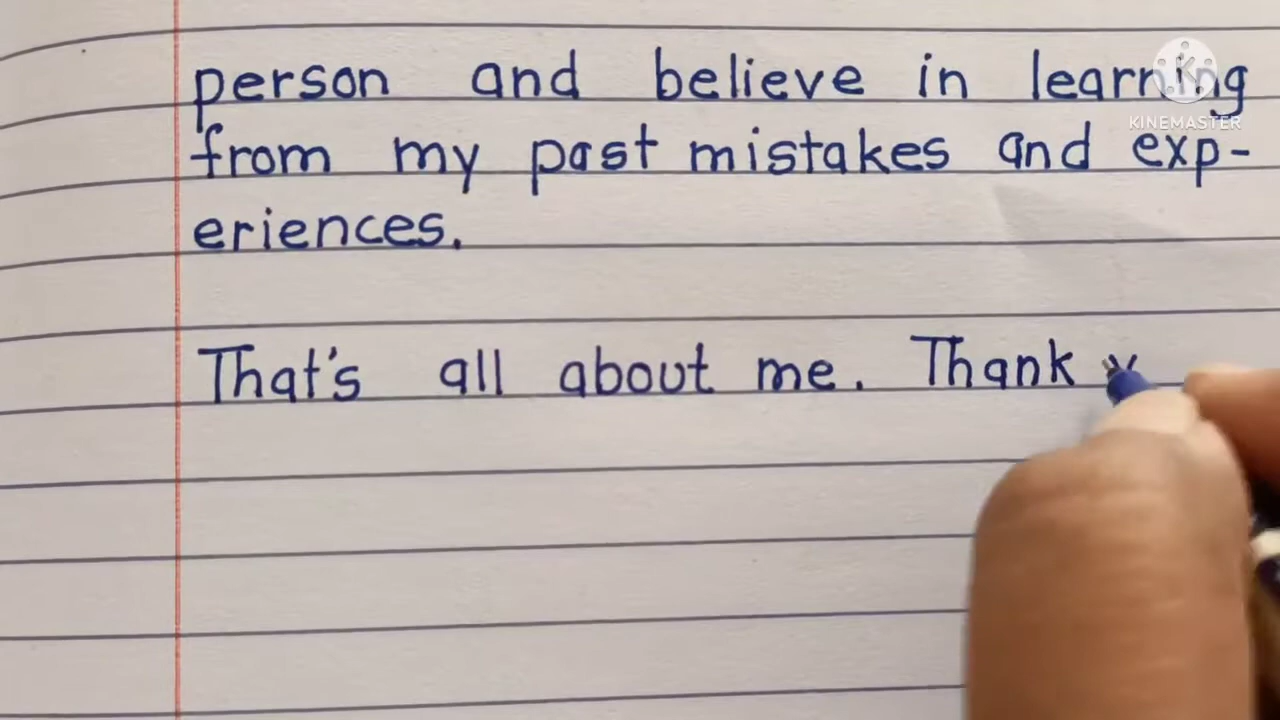 person and believe in learning
from my past mistakes and exp-
eriences.
That's all about me. Thank y
KINEMASTER